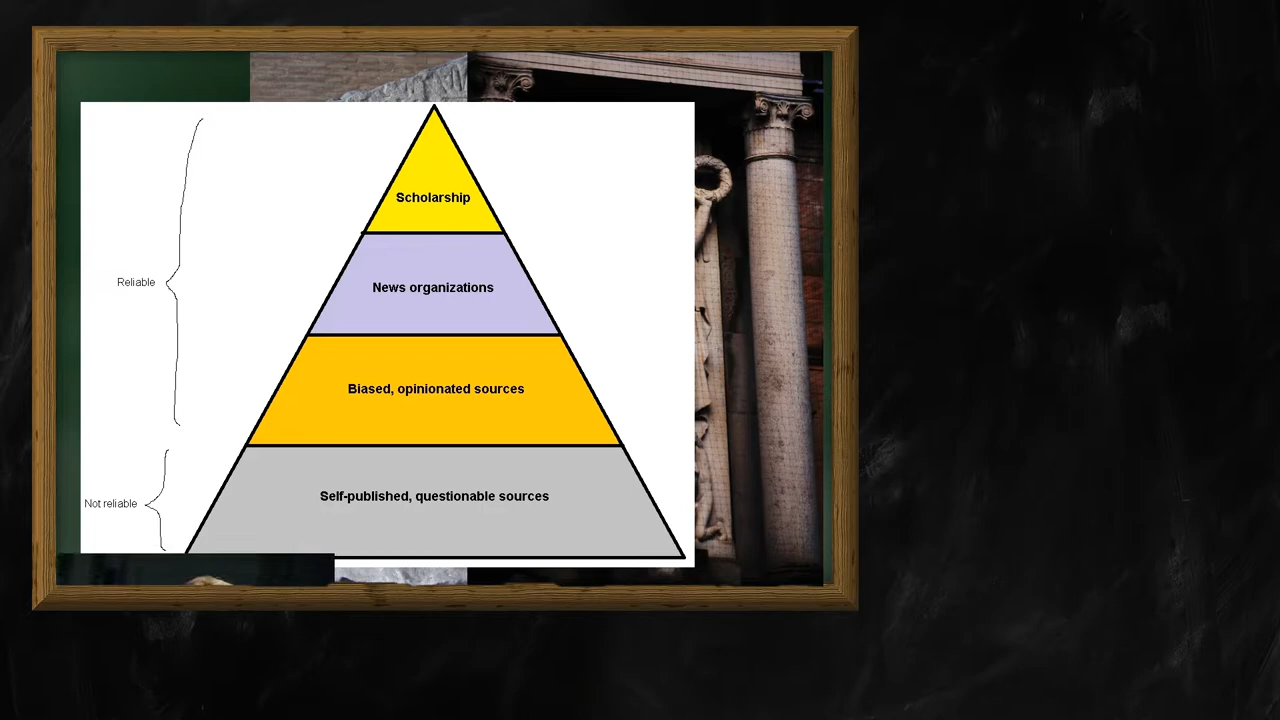 Scholarship
Reliable
News organizations
Biased, opinionated sources
Not reliable
Self-published, questionable sources